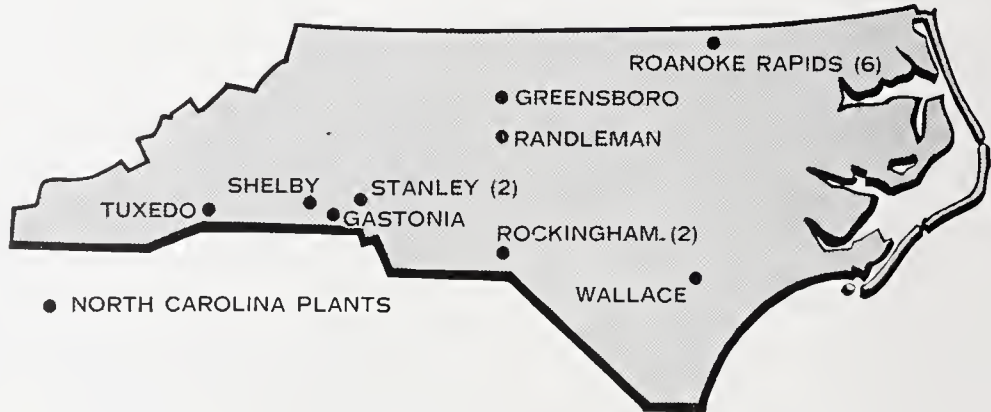 ROANOKE RAPIDS (6)
GREENSBORO
RANDLEMAN
SHELBY
STANLEY (2)
TUXEDO
GASTONIA
ROCKINGHAM. (2)
WALLACE
NORTH CAROLINA PLANTS